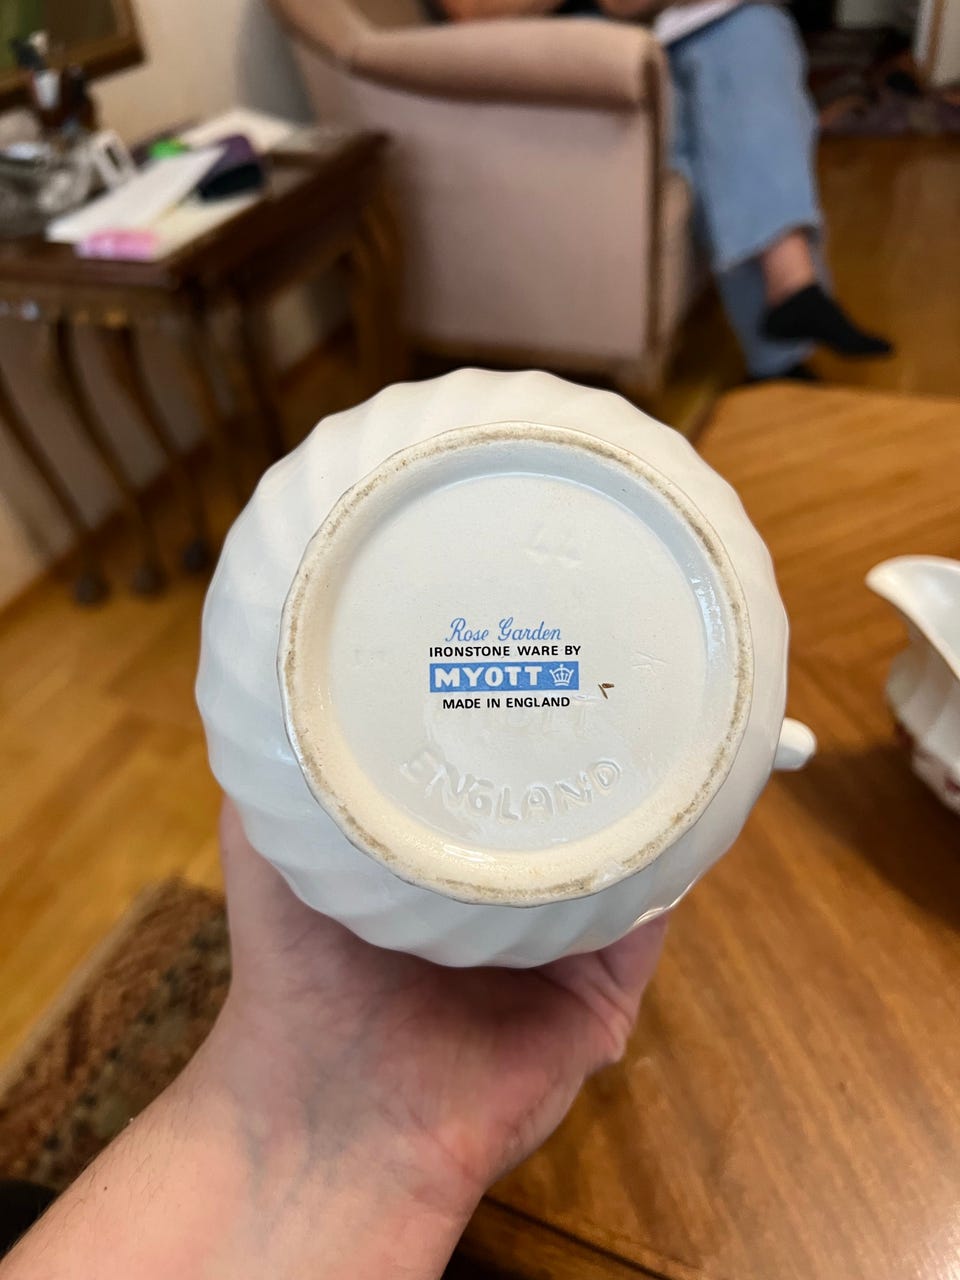 Rose Garden
IRONSTONE WARE BY
MYOTT
MADE IN ENGLAND
ENGLAND